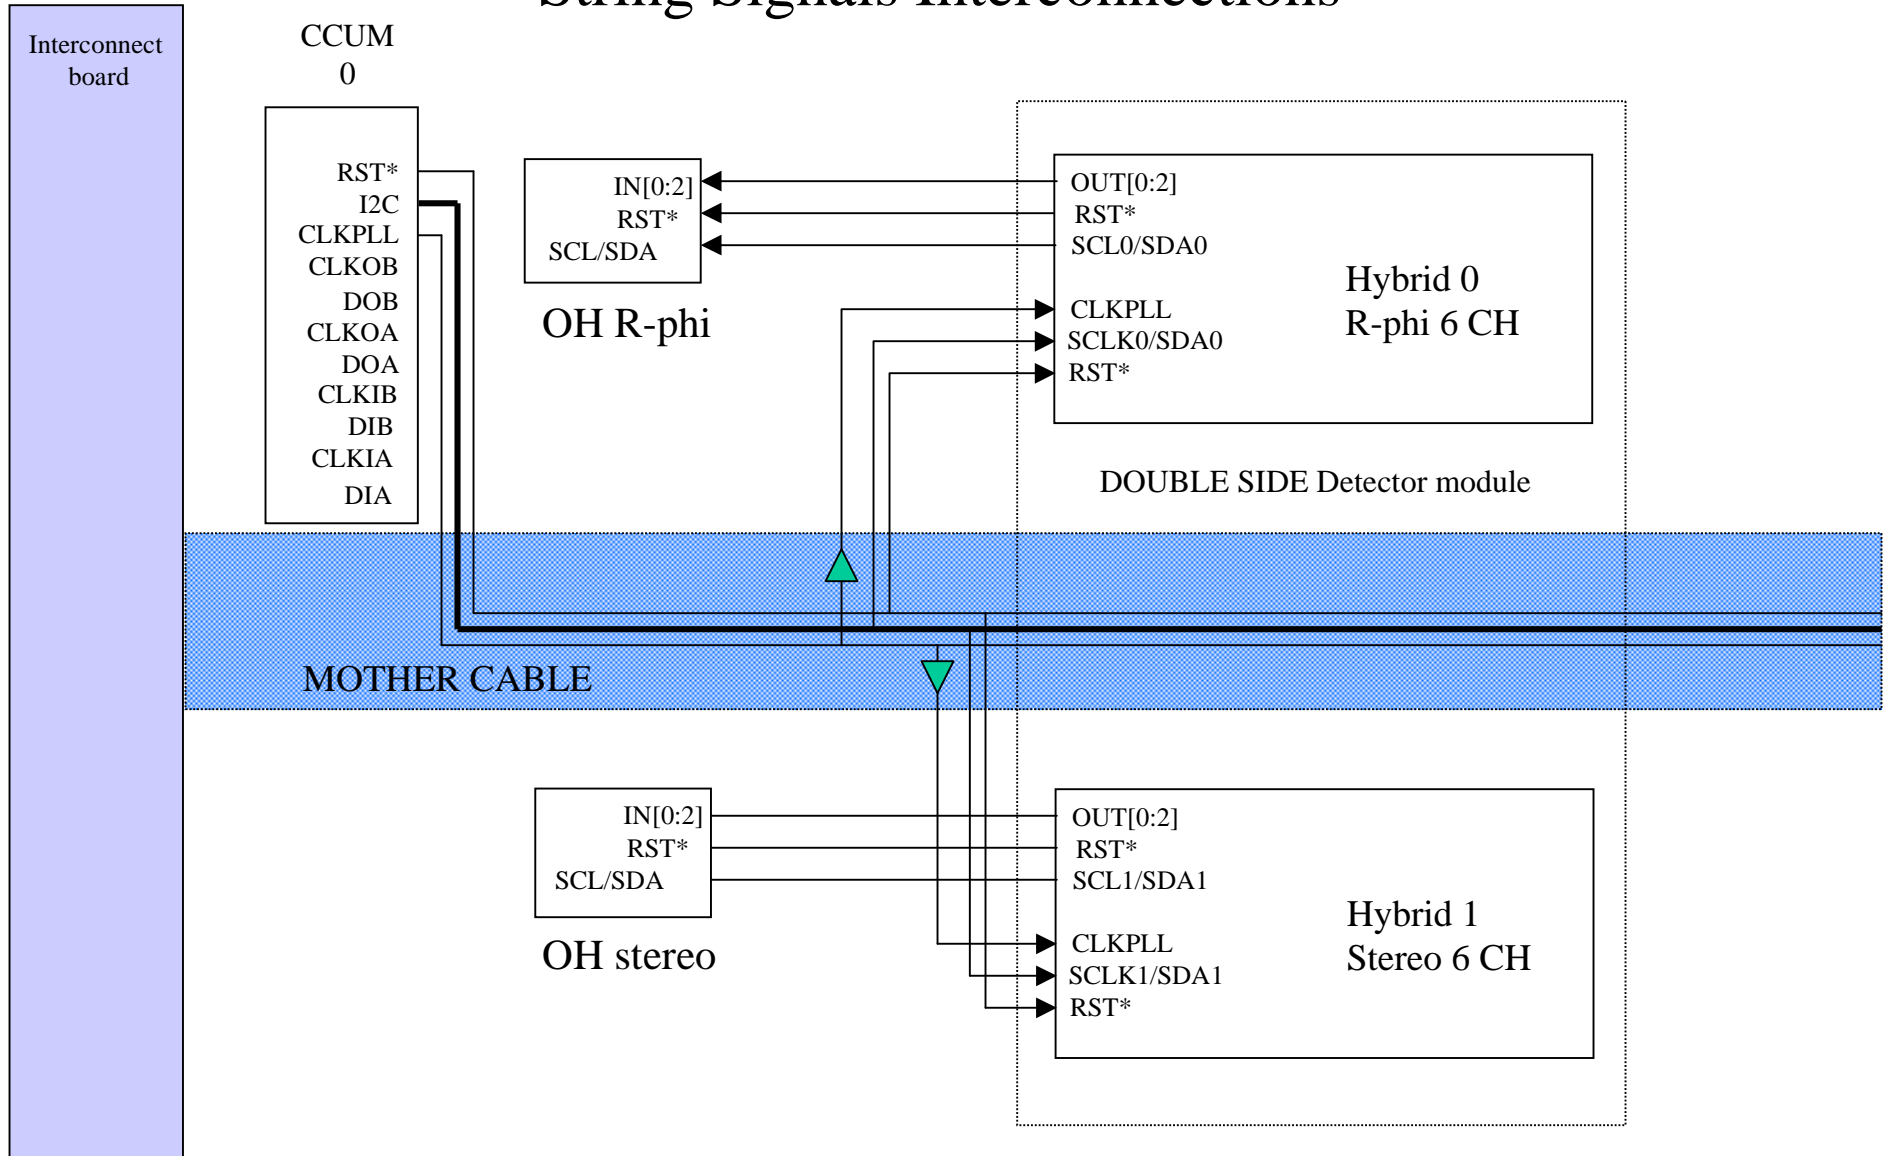 String Signals Interconnections
Interconnect
board
CCUM
0
RST*
I2C
CLKPLL
CLKOB
DOB
CLKOA
DOA
CLKIB
DIB
CLKIA
DIA
IN[0:2]
RST*
SCL/SDA
OH R-phi
OUT[0:2]
RST*
SCL0/SDA0
CLKPLL
SCLK0/SDA0
RST*
Hybrid 0
R-phi 6 CH
DOUBLE SIDE Detector module
MOTHER CABLE
IN[0:2]
RST*
SCL/SDA
OH stereo
OUT[0:2]
RST*
SCL1/SDA1
CLKPLL
SCLK1/SDA1
RST*
Hybrid 1
Stereo 6 CH